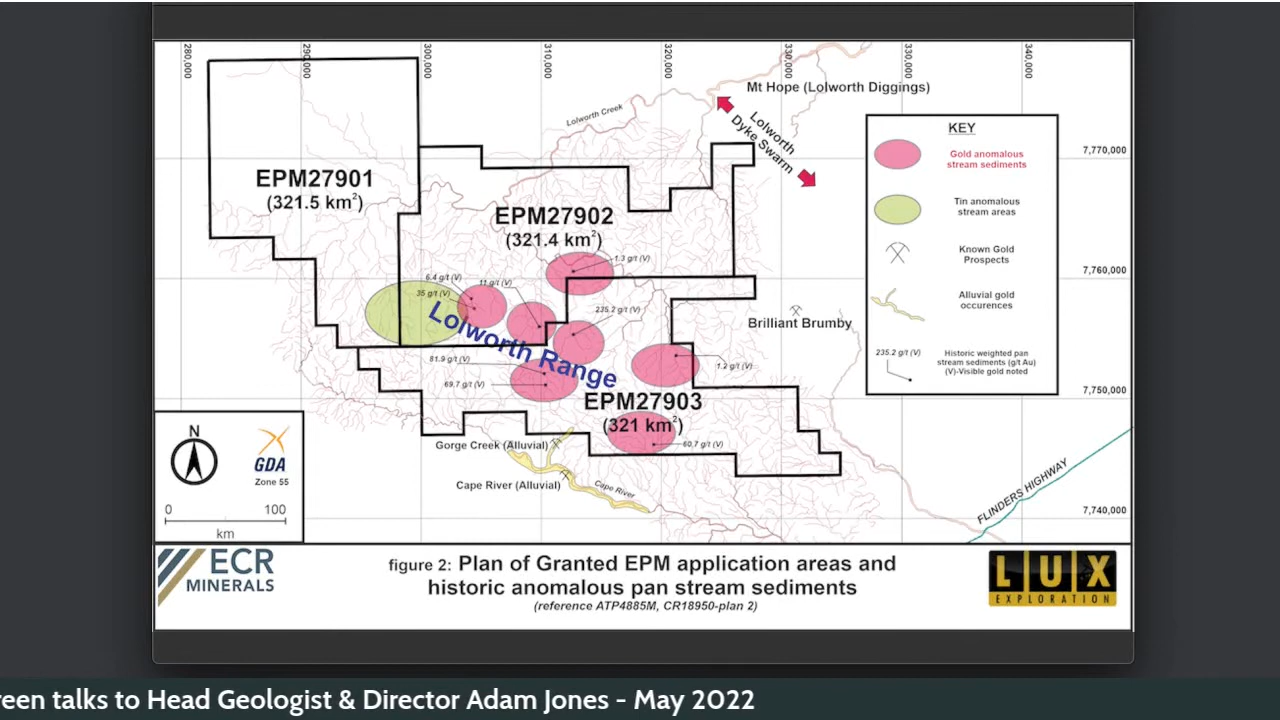 280,000
290,000
300,000
310,000
320,000
330,000
330,000
340,000
Mt Hope (Lolworth Diggings)
Lolworth Creek
Lolworth
Dyke Swarm
KEY
Gold anomalous
stream sediments
Tin anomalous
stream areas
Known Gold
Prospects
Alluvial gold
occurences
235.2 g/t (V)
Historic weighted pan
stream sediments (g/t Au)
(V)-Visible gold noted
7,770,000
7,760,000
7,750,000
7,740,000
EPM27901
(321.5 km²)
EPM27902
(321.4 km²)
1.3 g/t (V)
6.4 g/t (V)
11 g/t (V)
35 g/t (V)
235.2 g/t (V)
Lolworth Range
Brilliant Brumby
81.9 g/t (V)
1.2 g/t (V)
69.7 g/t (V)
EPM27903
(321 km²)
60.7 g/t (V)
Gorge Creek (Alluvial)
Cape River (Alluvial)
Cape River
FLINDERS HIGHWAY
N
GDA
Zone 55
0 100
km
ECR
MINERALS
figure 2: Plan of Granted EPM application areas and
historic anomalous pan stream sediments
(reference ATP4885M, CR18950-plan 2)
LUX
EXPLORATION
reen talks to Head Geologist & Director Adam Jones - May 2022